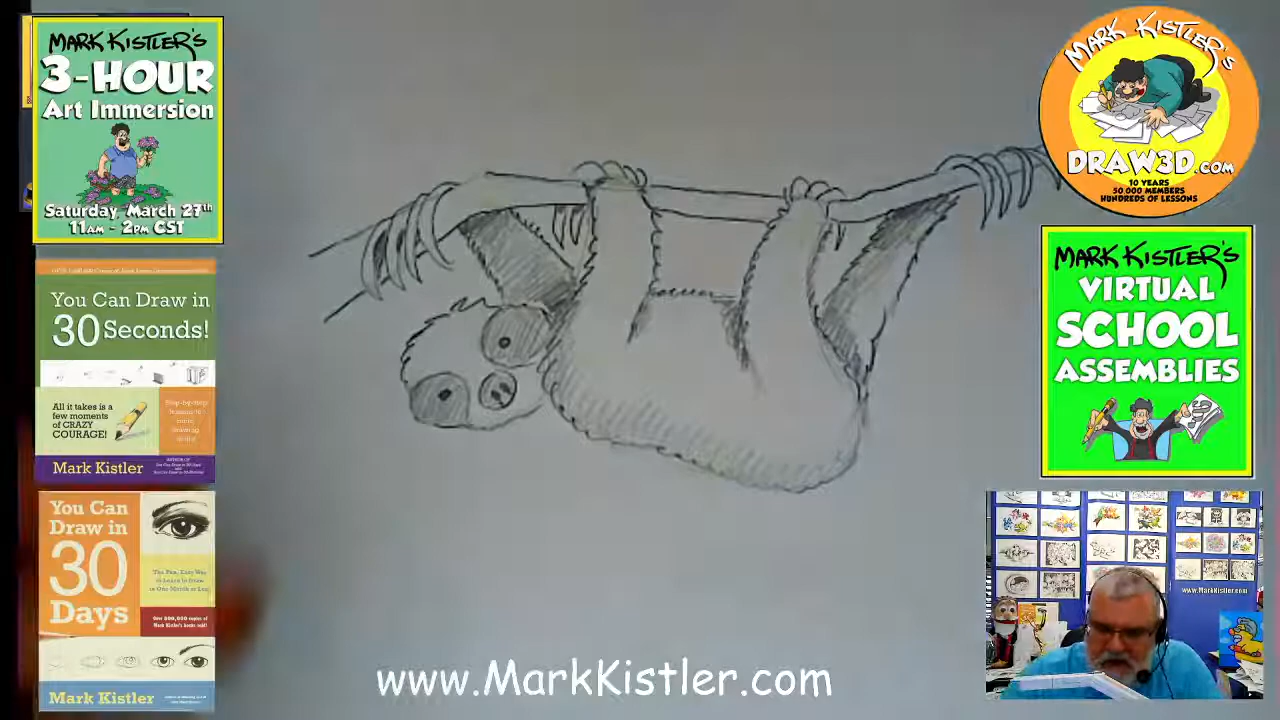 MARK KISTLER'S
3-HOUR
Art Immersion
Saturday, March 27th
11am - 2pm CST
You Can Draw in
30 Seconds!
All it takes is a
few moments
of CRAZY
COURAGE!
Mark Kistler
You Can
Draw in
30
Days
Mark Kistler
www.MarkKistler.com
MARK KISTLER'S
DRAW3D.COM
10 YEARS
50 000 MEMBERS
HUNDREDS OF LESSONS
MARK KISTLER'S
VIRTUAL
SCHOOL
ASSEMBLIES
www.MarkKistler.com